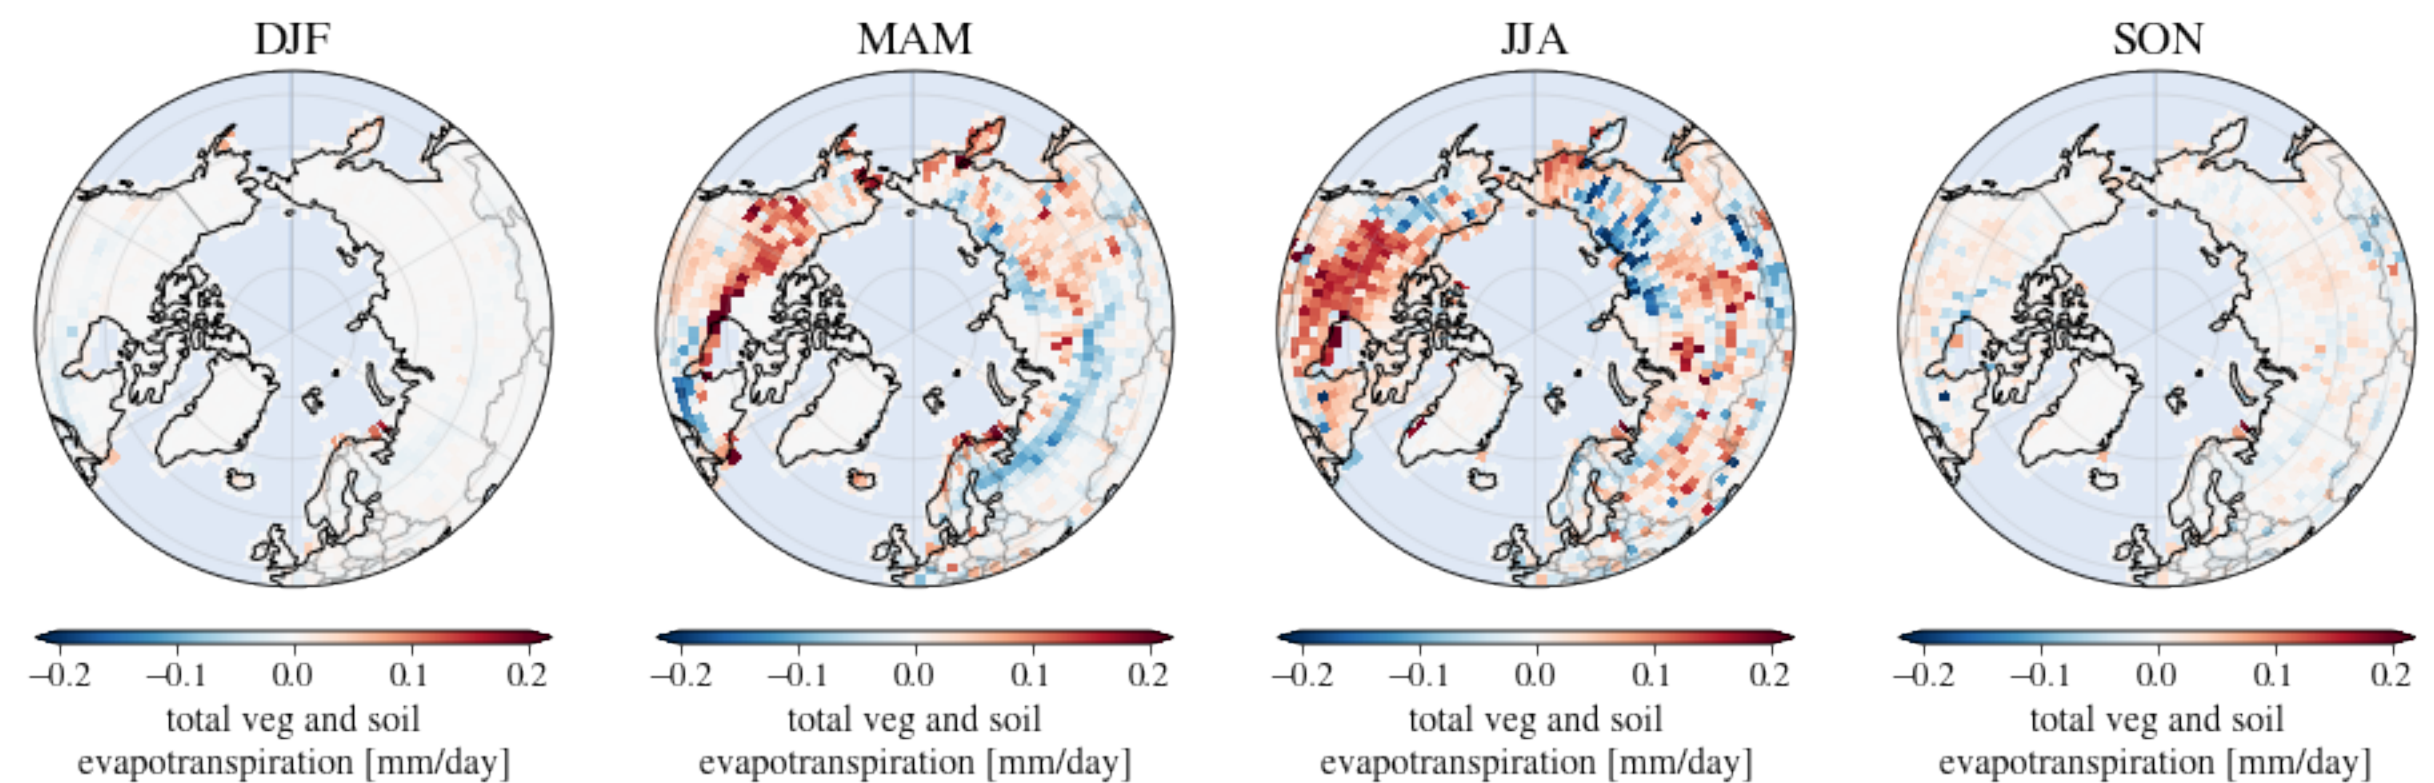 DJF MAM JJA SON
−0.2 −0.1 0.0 0.1 0.2 −0.2 −0.1 0.0 0.1 0.2 −0.2 −0.1 0.0 0.1 0.2 −0.2 −0.1 0.0 0.1 0.2
total veg and soil total veg and soil total veg and soil total veg and soil
evapotranspiration [mm/day] evapotranspiration [mm/day] evapotranspiration [mm/day] evapotranspiration [mm/day]